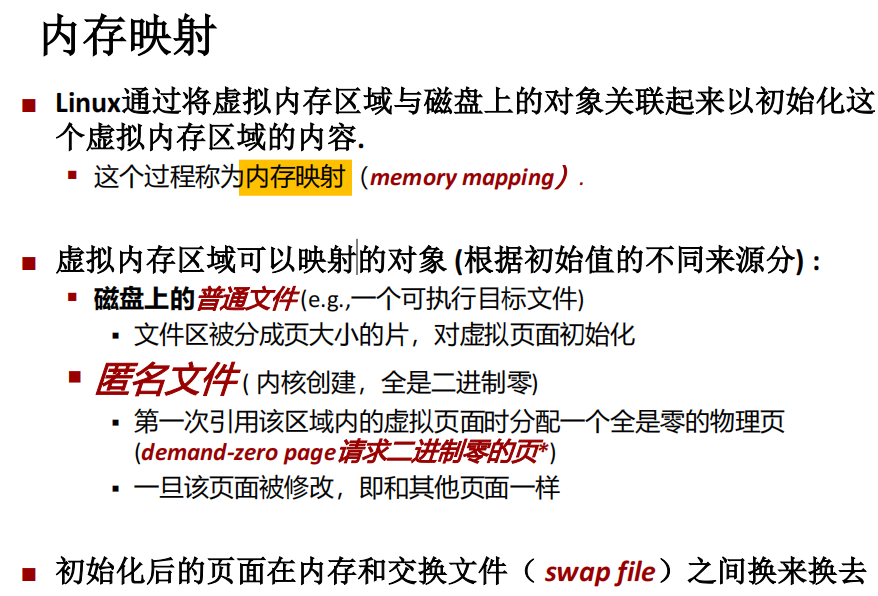 内存映射
■ Linux通过将虚拟内存区域与磁盘上的对象关联起来以初始化这
个虚拟内存区域的内容.
▪ 这个过程称为内存映射 (memory mapping）.
■ 虚拟内存区域可以映射的对象 (根据初始值的不同来源分) :
▪ 磁盘上的普通文件(e.g.,一个可执行目标文件)
▪ 文件区被分成页大小的片，对虚拟页面初始化
▪ 匿名文件 ( 内核创建，全是二进制零)
▪ 第一次引用该区域内的虚拟页面时分配一个全是零的物理页
(demand-zero page请求二进制零的页*)
▪ 一旦该页面被修改，即和其他页面一样
■ 初始化后的页面在内存和交换文件（ swap file）之间换来换去